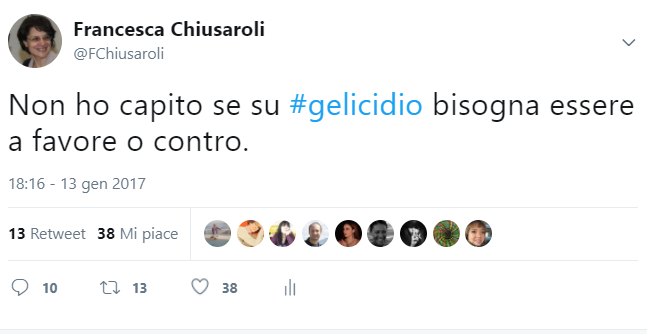 Francesca Chiusaroli
@FChiusaroli
Non ho capito se su #gelicidio bisogna essere
a favore o contro.
18:16 - 13 gen 2017
13 Retweet 38 Mi piace
10 13 38